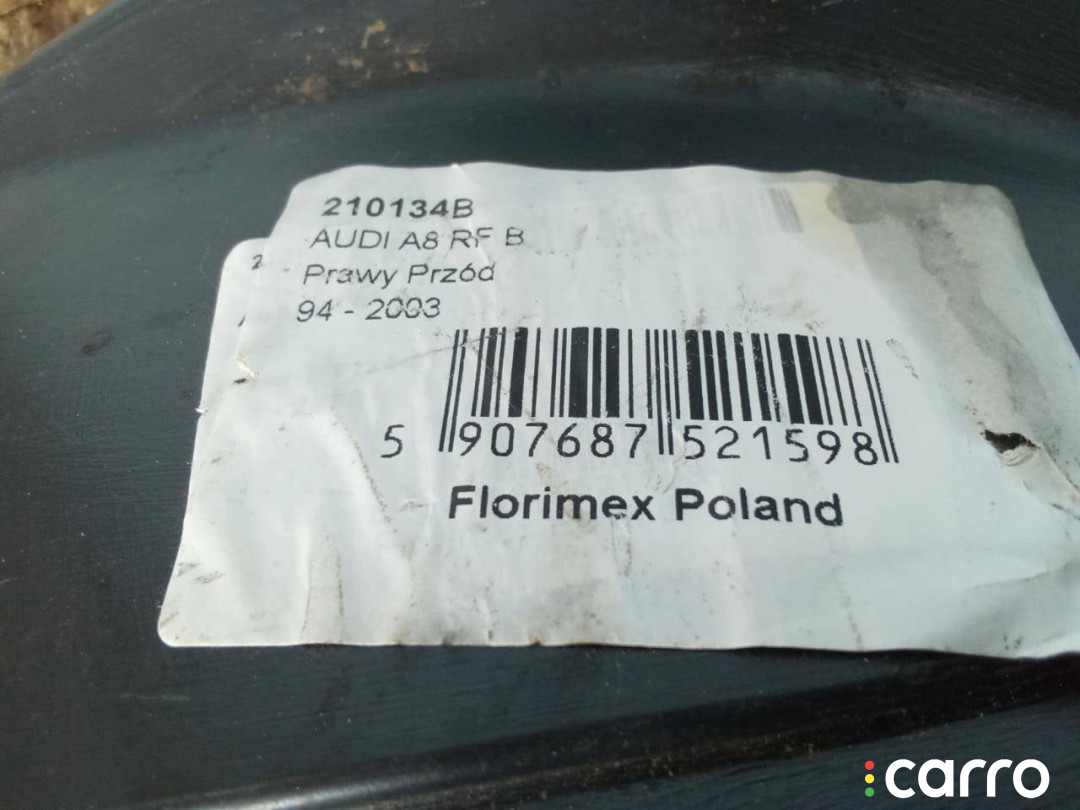 210134B
AUDI A8 RF B
Prawy Przód
94 - 2003
5 907687 521598
Florimex Poland
carro